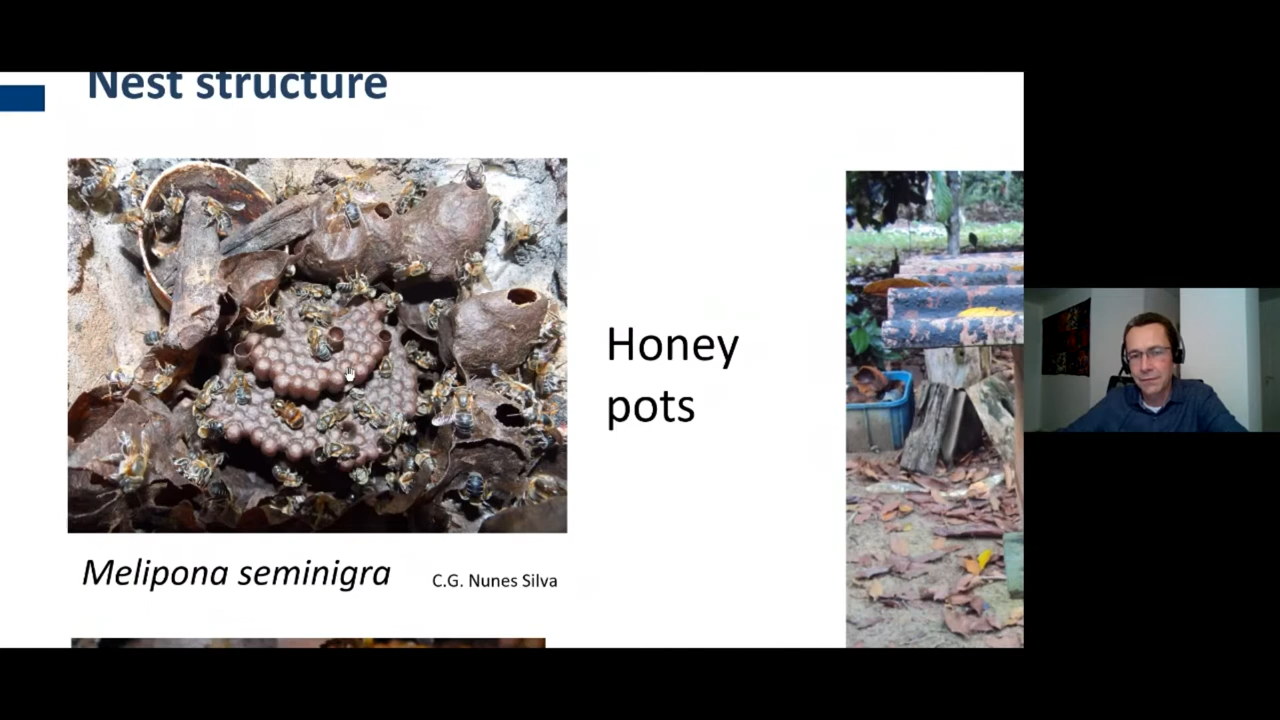 Nest structure
Honey
pots
Melipona seminigra
C.G. Nunes Silva